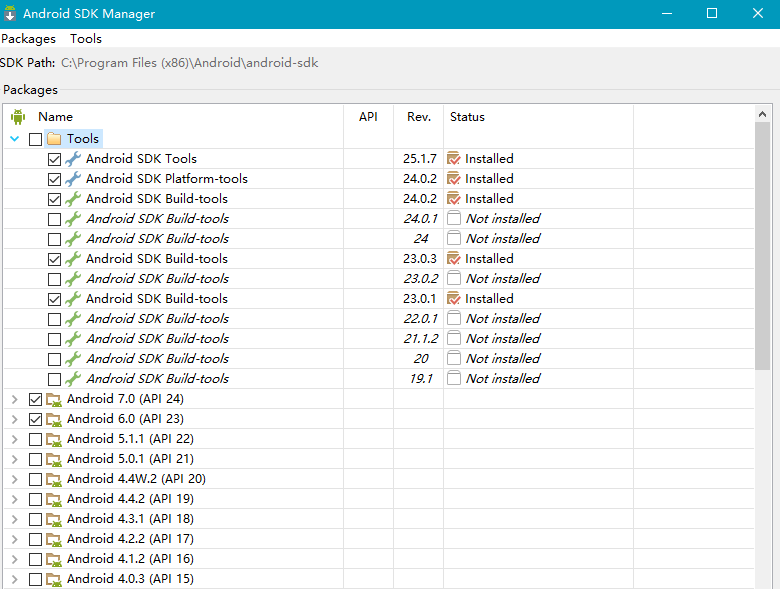 Android SDK Manager
Packages Tools
SDK Path: C:\Program Files (x86)\Android\android-sdk
Packages
Name API Rev. Status
Tools
Android SDK Tools 25.1.7 Installed
Android SDK Platform-tools 24.0.2 Installed
Android SDK Build-tools 24.0.2 Installed
Android SDK Build-tools 24.0.1 Not installed
Android SDK Build-tools 24 Not installed
Android SDK Build-tools 23.0.3 Installed
Android SDK Build-tools 23.0.2 Not installed
Android SDK Build-tools 23.0.1 Installed
Android SDK Build-tools 22.0.1 Not installed
Android SDK Build-tools 21.1.2 Not installed
Android SDK Build-tools 20 Not installed
Android SDK Build-tools 19.1 Not installed
Android 7.0 (API 24)
Android 6.0 (API 23)
Android 5.1.1 (API 22)
Android 5.0.1 (API 21)
Android 4.4W.2 (API 20)
Android 4.4.2 (API 19)
Android 4.3.1 (API 18)
Android 4.2.2 (API 17)
Android 4.1.2 (API 16)
Android 4.0.3 (API 15)